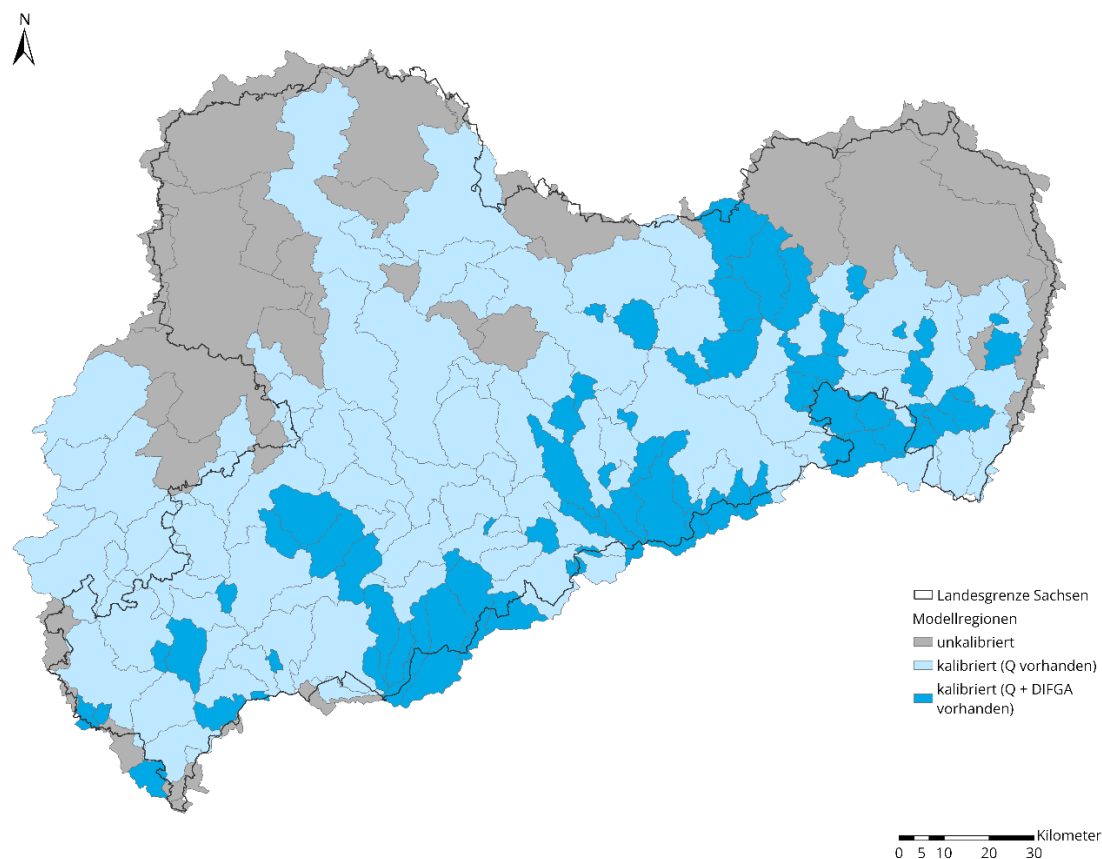 N
Landesgrenze Sachsen
Modellregionen
unkalibriert
kalibriert (Q vorhanden)
kalibriert (Q + DIFGA
vorhanden)
Kilometer
0 5 10 20 30